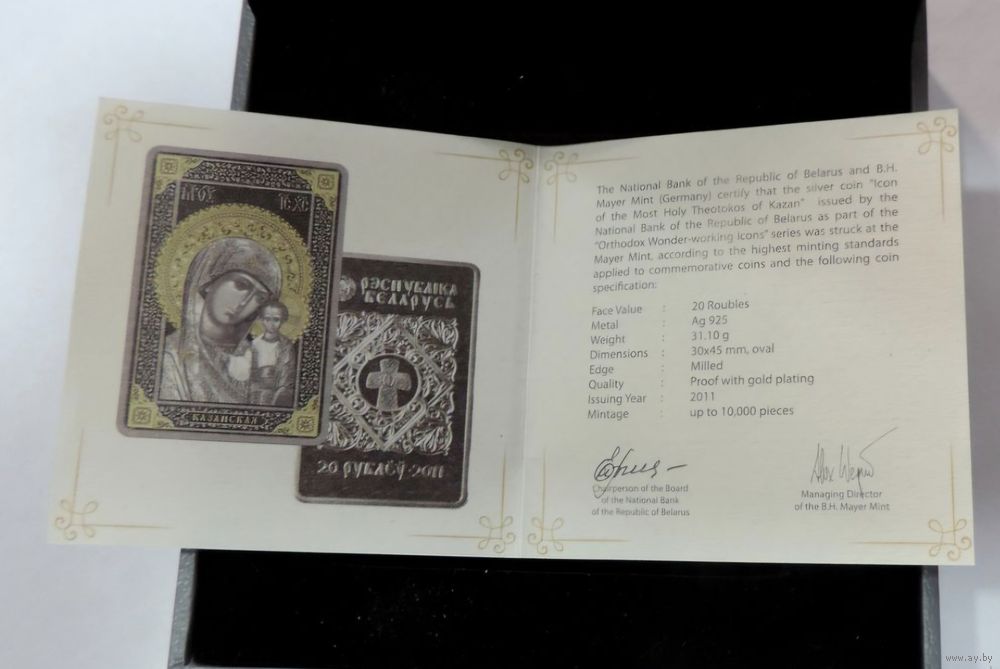 ІС ХС
КАЗАНСКАЯ
РЭСПУБЛІКА
БЕЛАРУСЬ
20 РУБЛЁЎ·2011
The National Bank of the Republic of Belarus and B.H.
Mayer Mint (Germany) certify that the silver coin "Icon
of the Most Holy Theotokos of Kazan" issued by the
National Bank of the Republic of Belarus as part of the
"Orthodox Wonder-working Icons" series was struck at the
Mayer Mint, according to the highest minting standards
applied to commemorative coins and the following coin
specification:
Face Value : 20 Roubles
Metal : Ag 925
Weight : 31.10 g
Dimensions : 30x45 mm, oval
Edge : Milled
Quality : Proof with gold plating
Issuing Year : 2011
Mintage : up to 10,000 pieces
Chairperson of the Board
of the National Bank
of the Republic of Belarus
Managing Director
of the B.H. Mayer Mint
www.ay.by